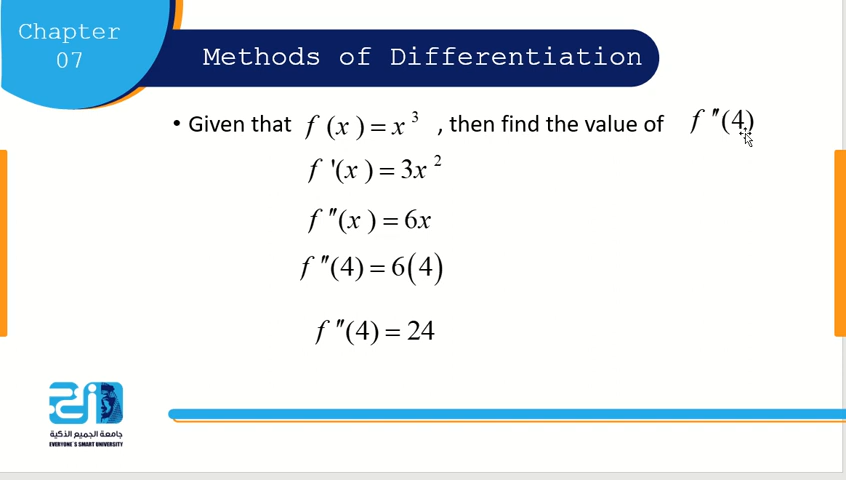 Chapter
07
Methods of Differentiation
• Given that f(x) = x³ , then find the value of f″(4)
f'(x) = 3x²
f″(x) = 6x
f″(4) = 6(4)
f″(4) = 24
جامعة الجميع الذكية
EVERYONE`S SMART UNIVERSITY